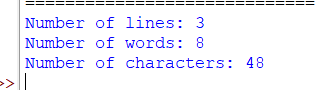 ==============================
Number of lines: 3
Number of words: 8
Number of characters: 48
>>